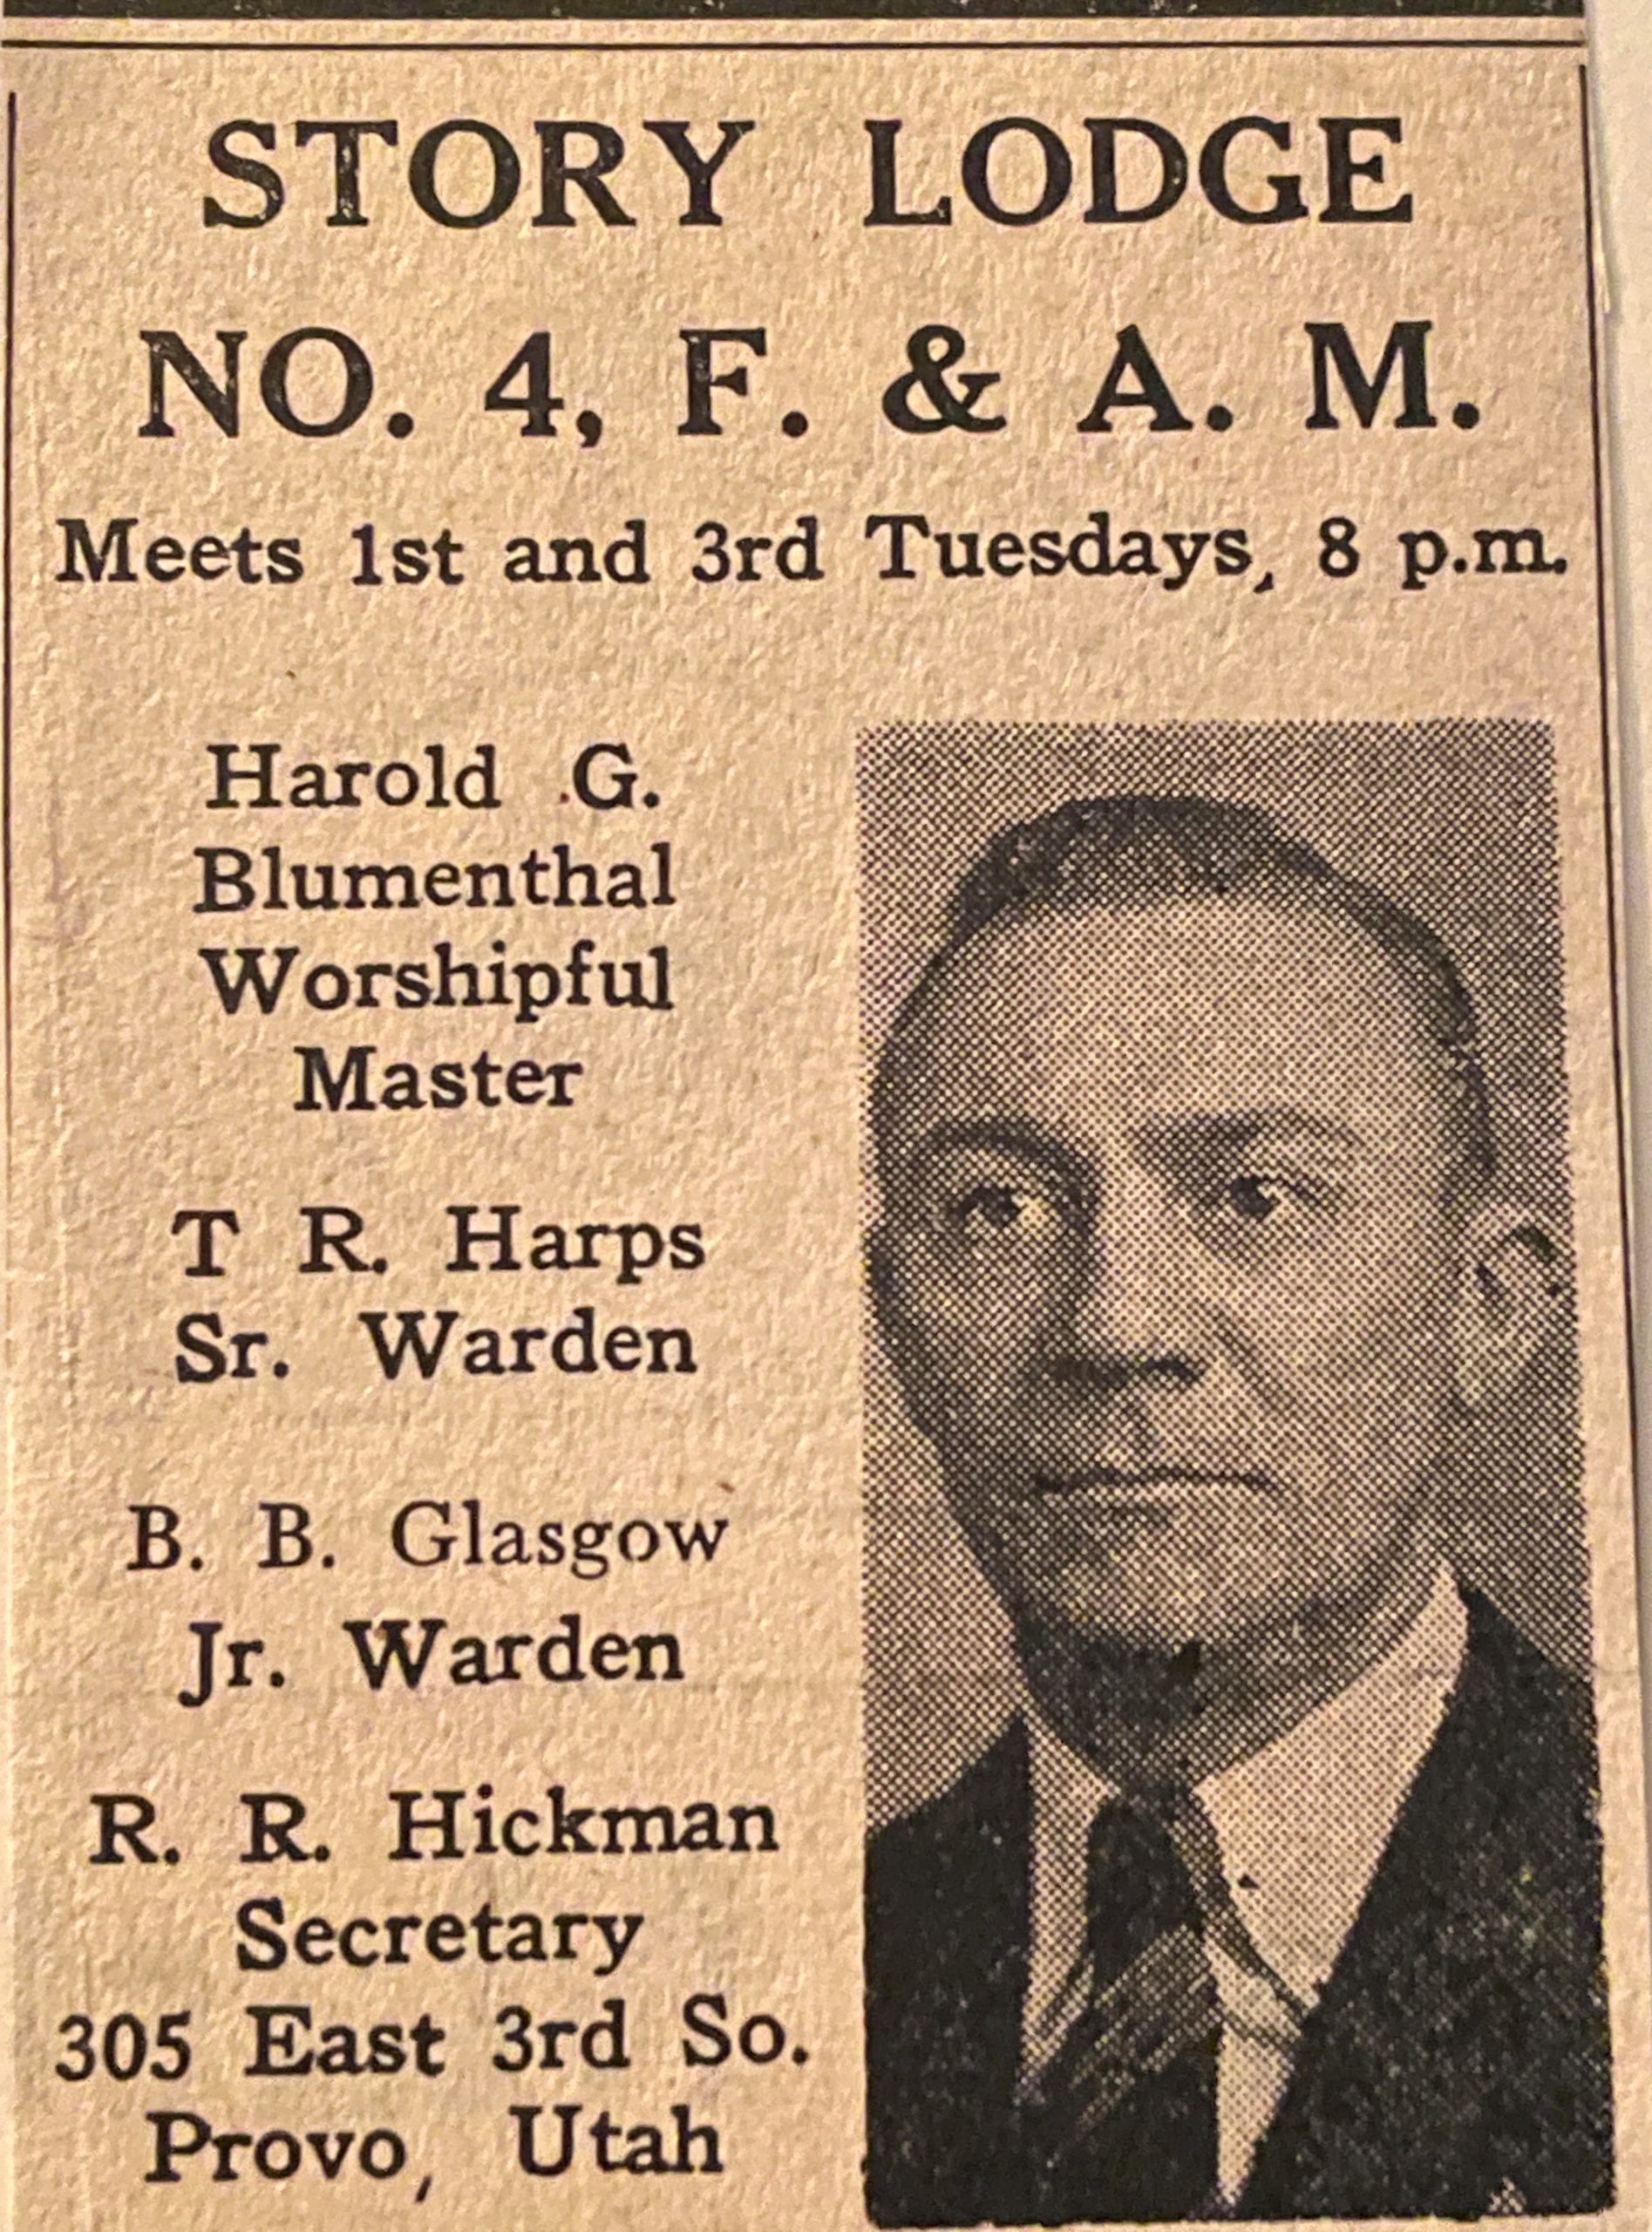 STORY LODGE
NO. 4, F. & A. M.
Meets 1st and 3rd Tuesdays, 8 p.m.
Harold G.
Blumenthal
Worshipful
Master
T R. Harps
Sr. Warden
B. B. Glasgow
Jr. Warden
R. R. Hickman
Secretary
305 East 3rd So.
Provo, Utah